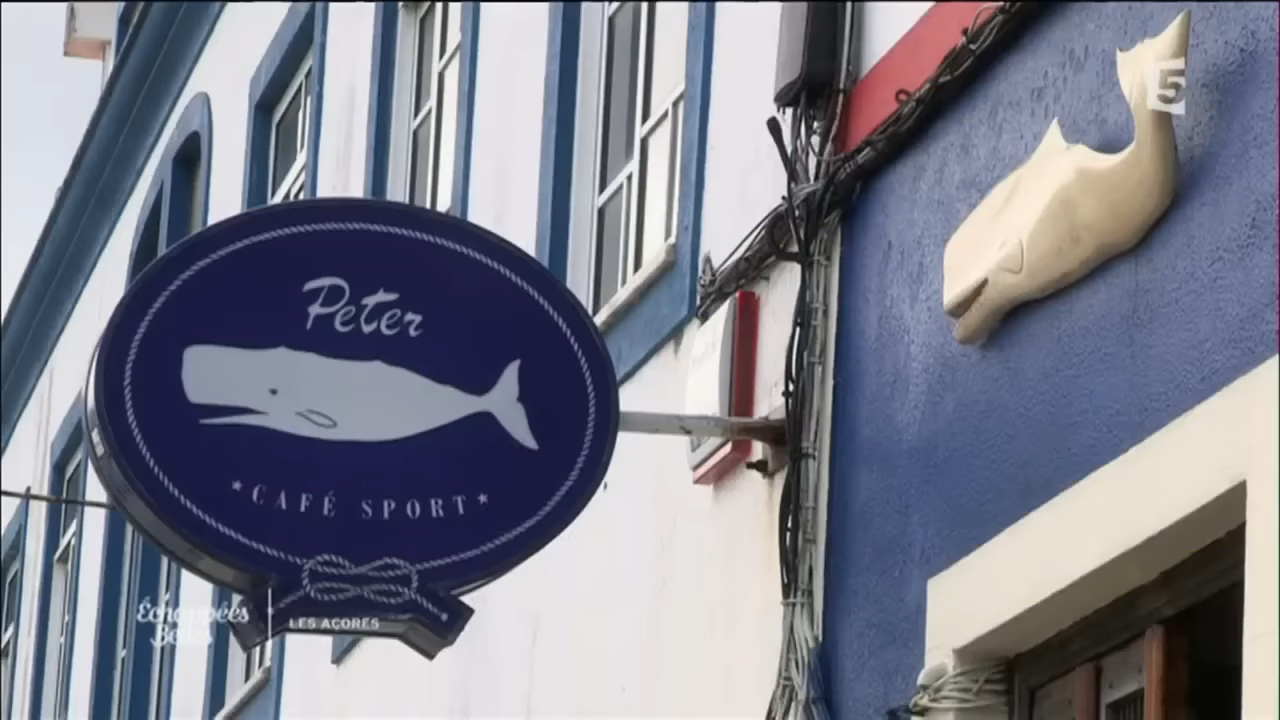 5
Peter
★CAFÉ SPORT★
Échappées
Belles
LES AÇORES